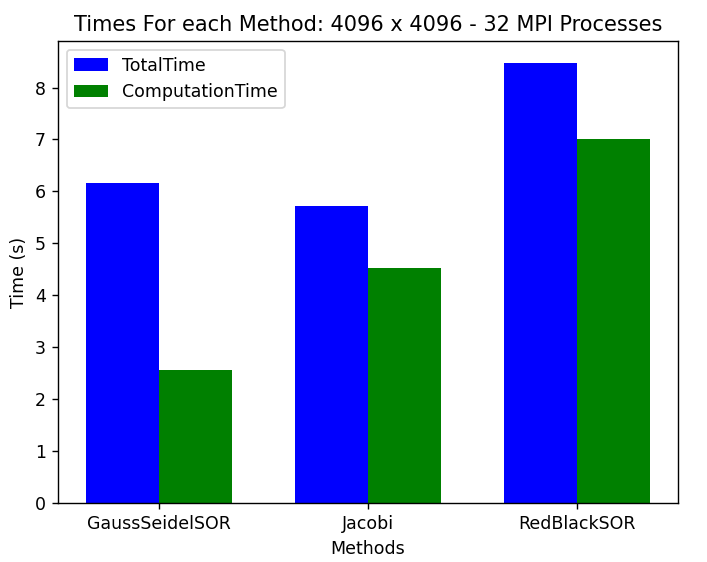 Times For each Method: 4096 x 4096 - 32 MPI Processes
TotalTime
ComputationTime
8
7
6
5
4
3
2
1
0
Time (s)
GaussSeidelSOR
Jacobi
RedBlackSOR
Methods